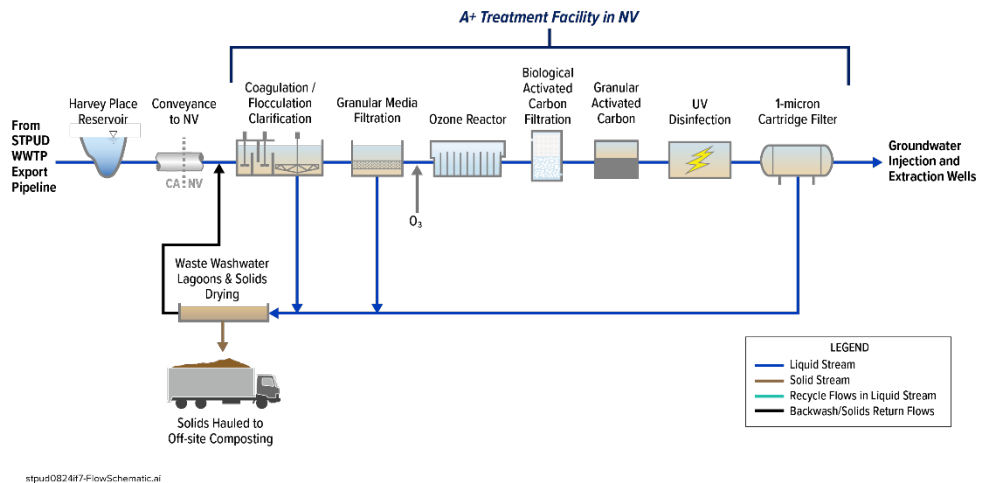 A+ Treatment Facility in NV
Harvey Place
Reservoir
Conveyance
to NV
Coagulation /
Flocculation
Clarification
Granular Media
Filtration
Ozone Reactor
Biological
Activated
Carbon
Filtration
Granular
Activated
Carbon
UV
Disinfection
1-micron
Cartridge Filter
From
STPUD
WWTP
Export
Pipeline
CA NV
Groundwater
Injection and
Extraction Wells
O3
Waste Washwater
Lagoons & Solids
Drying
Solids Hauled to
Off-site Composting
LEGEND
Liquid Stream
Solid Stream
Recycle Flows in Liquid Stream
Backwash/Solids Return Flows
stpud0824if7-FlowSchematic.ai